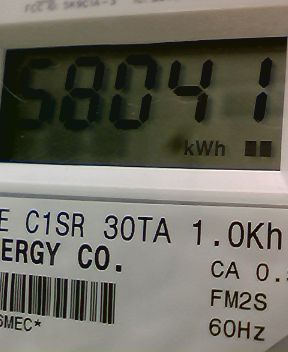 58041
kWh
E C1SR 30TA 1.0Kh
ERGY CO.
CA 0.
FM2S
60Hz
SMEC*